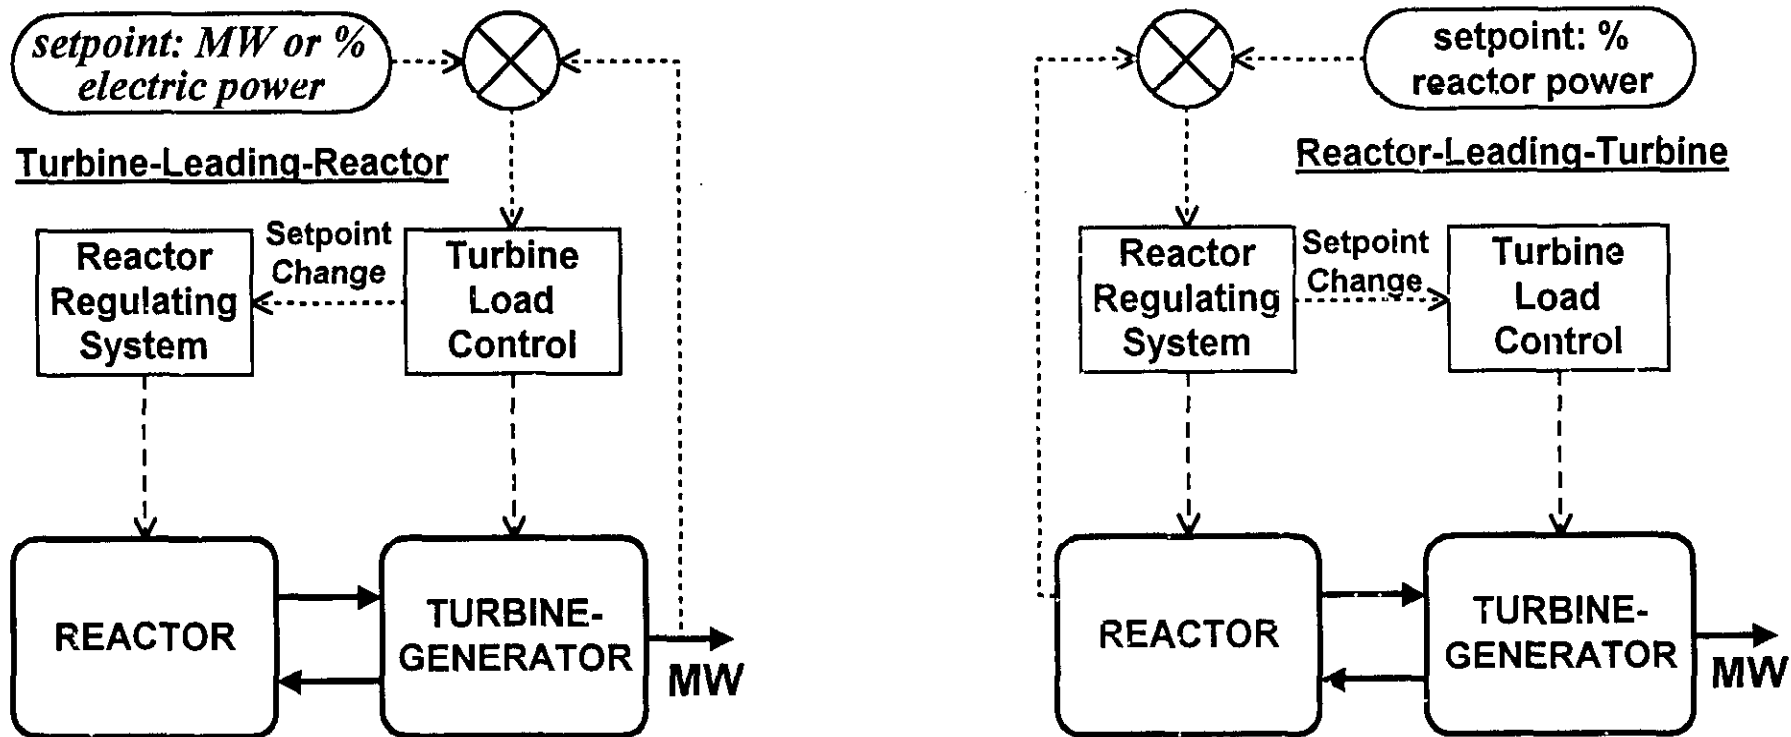 setpoint: MW or %
electric power
Turbine-Leading-Reactor
Reactor
Regulating
System
Setpoint
Change
Turbine
Load
Control
REACTOR
TURBINE-
GENERATOR
MW
setpoint: %
reactor power
Reactor-Leading-Turbine
Reactor
Regulating
System
Setpoint
Change
Turbine
Load
Control
REACTOR
TURBINE-
GENERATOR
MW